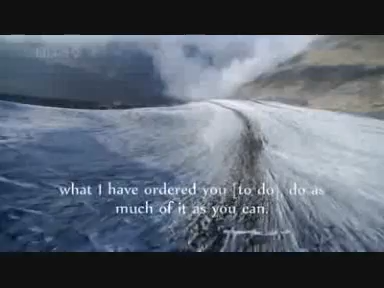 what I have ordered you [to do], do as
much of it as you can.